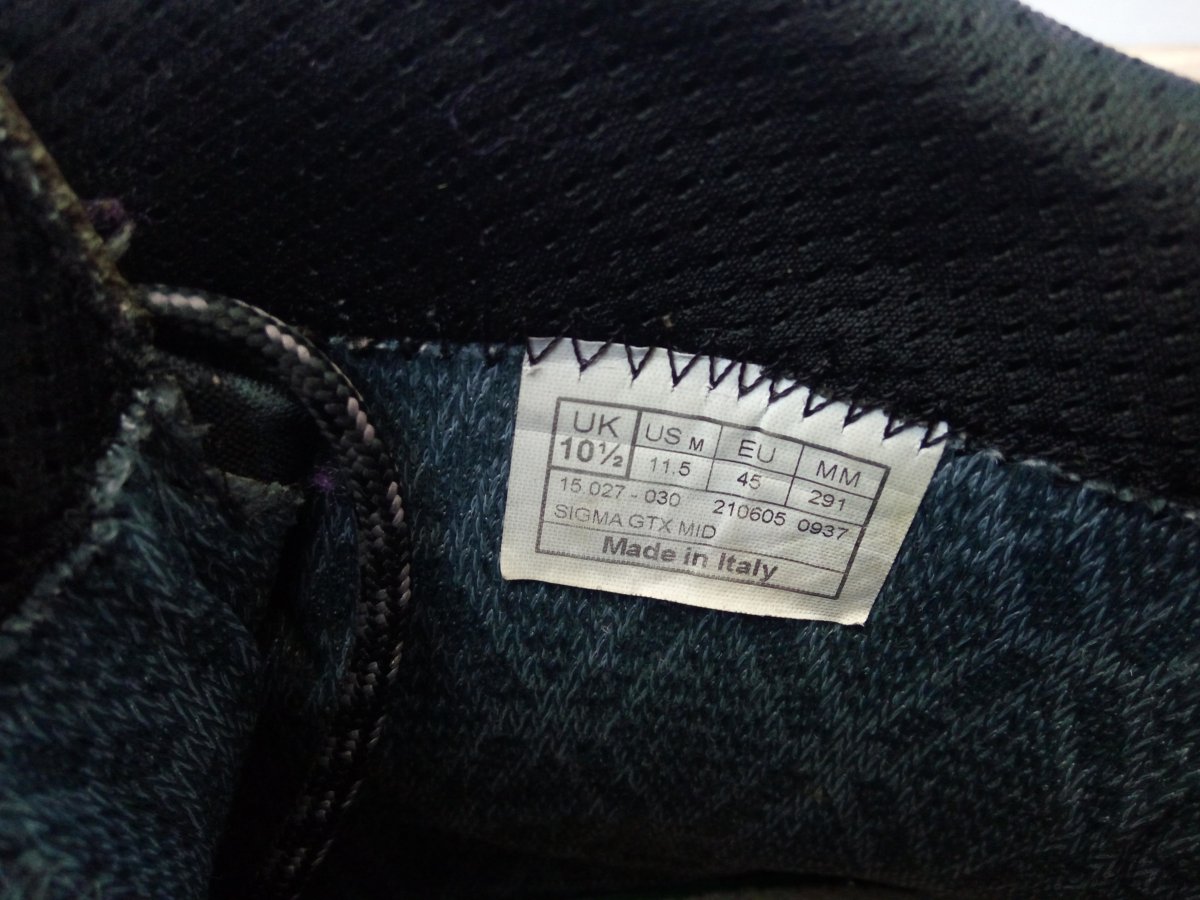 UK US M EU MM
10½ 11.5 45 291
15 027 - 030 210605 0937
SIGMA GTX MID
Made in Italy